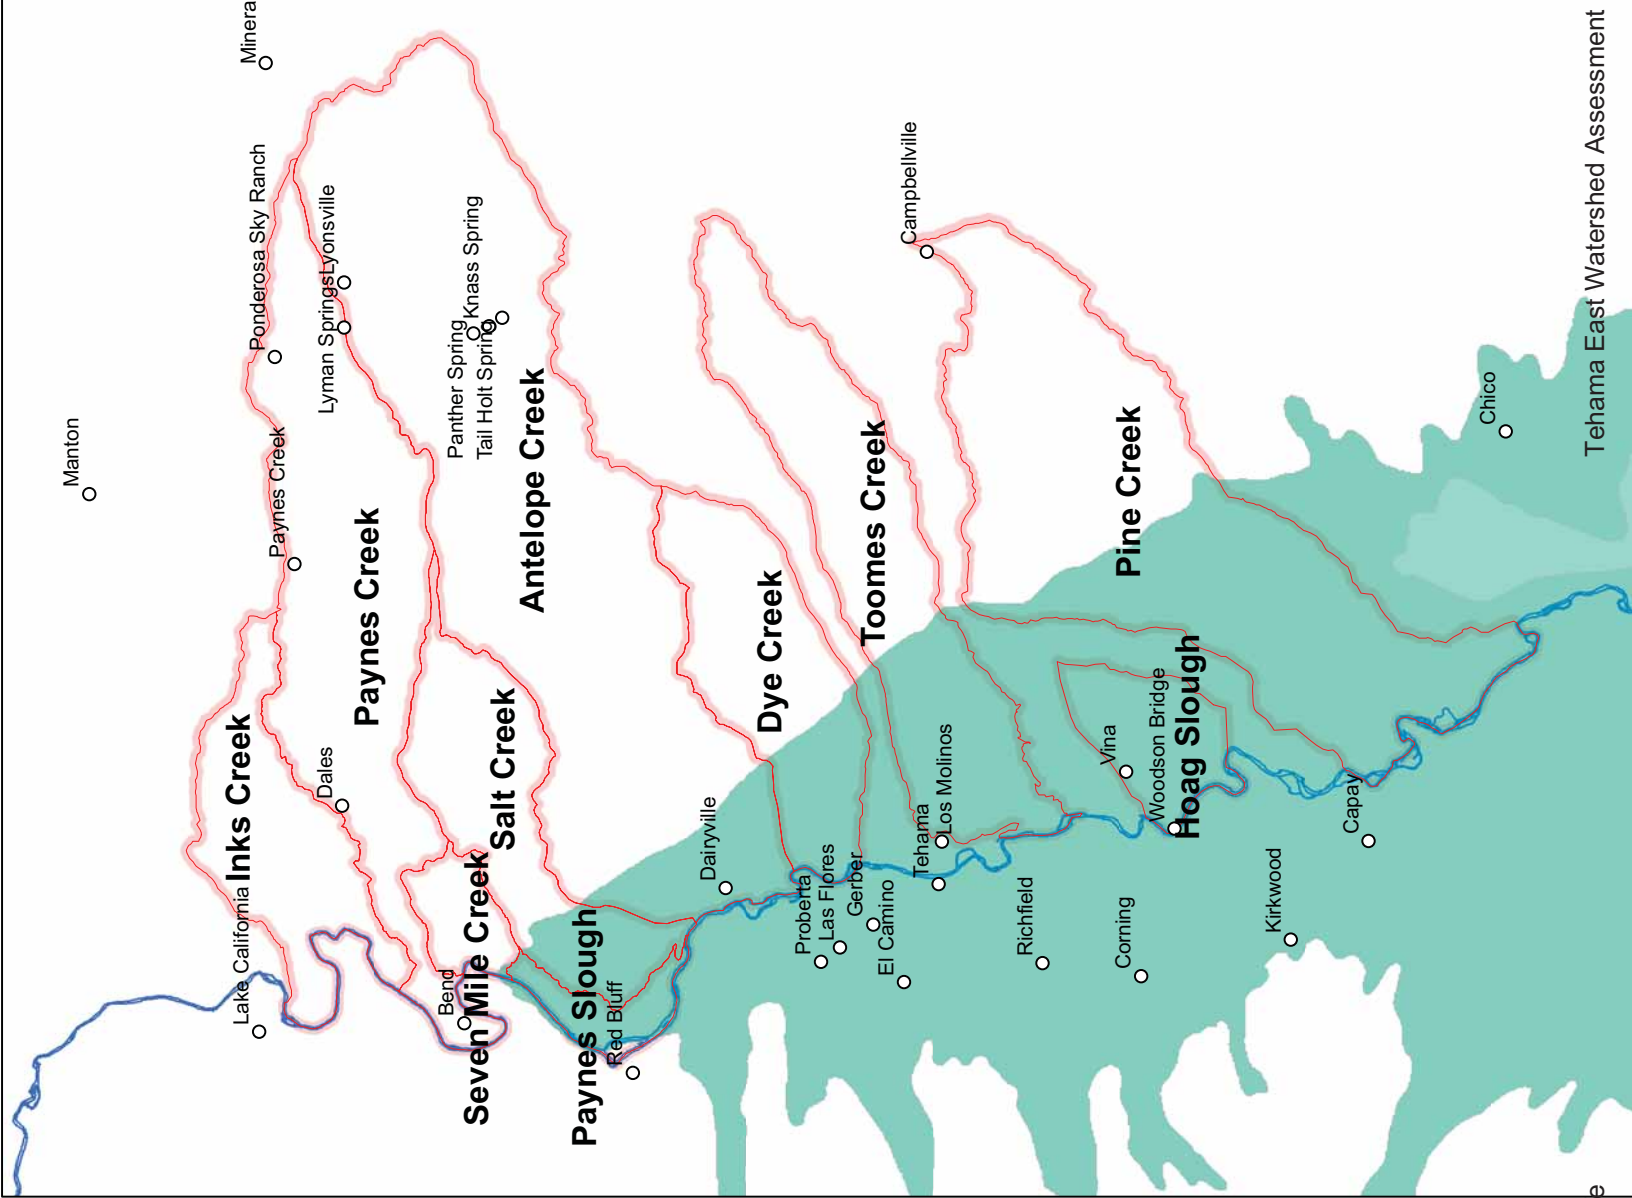 Mineral
Manton
Ponderosa Sky Ranch
Lyonsville
Lyman Springs
Paynes Creek
Knass Spring
Panther Spring
Tail Holt Spring
Campbellville
Paynes Creek
Antelope Creek
Inks Creek
Dales
Salt Creek
Lake California
Bend
Seven Mile Creek
Paynes Slough
Red Bluff
Dye Creek
Toomes Creek
Pine Creek
Dairyville
Proberta
Las Flores
Gerber
El Camino
Tehama
Los Molinos
Vina
Woodson Bridge
Hoag Slough
Richfield
Corning
Kirkwood
Capay
Chico
Tehama East Watershed Assessment
e